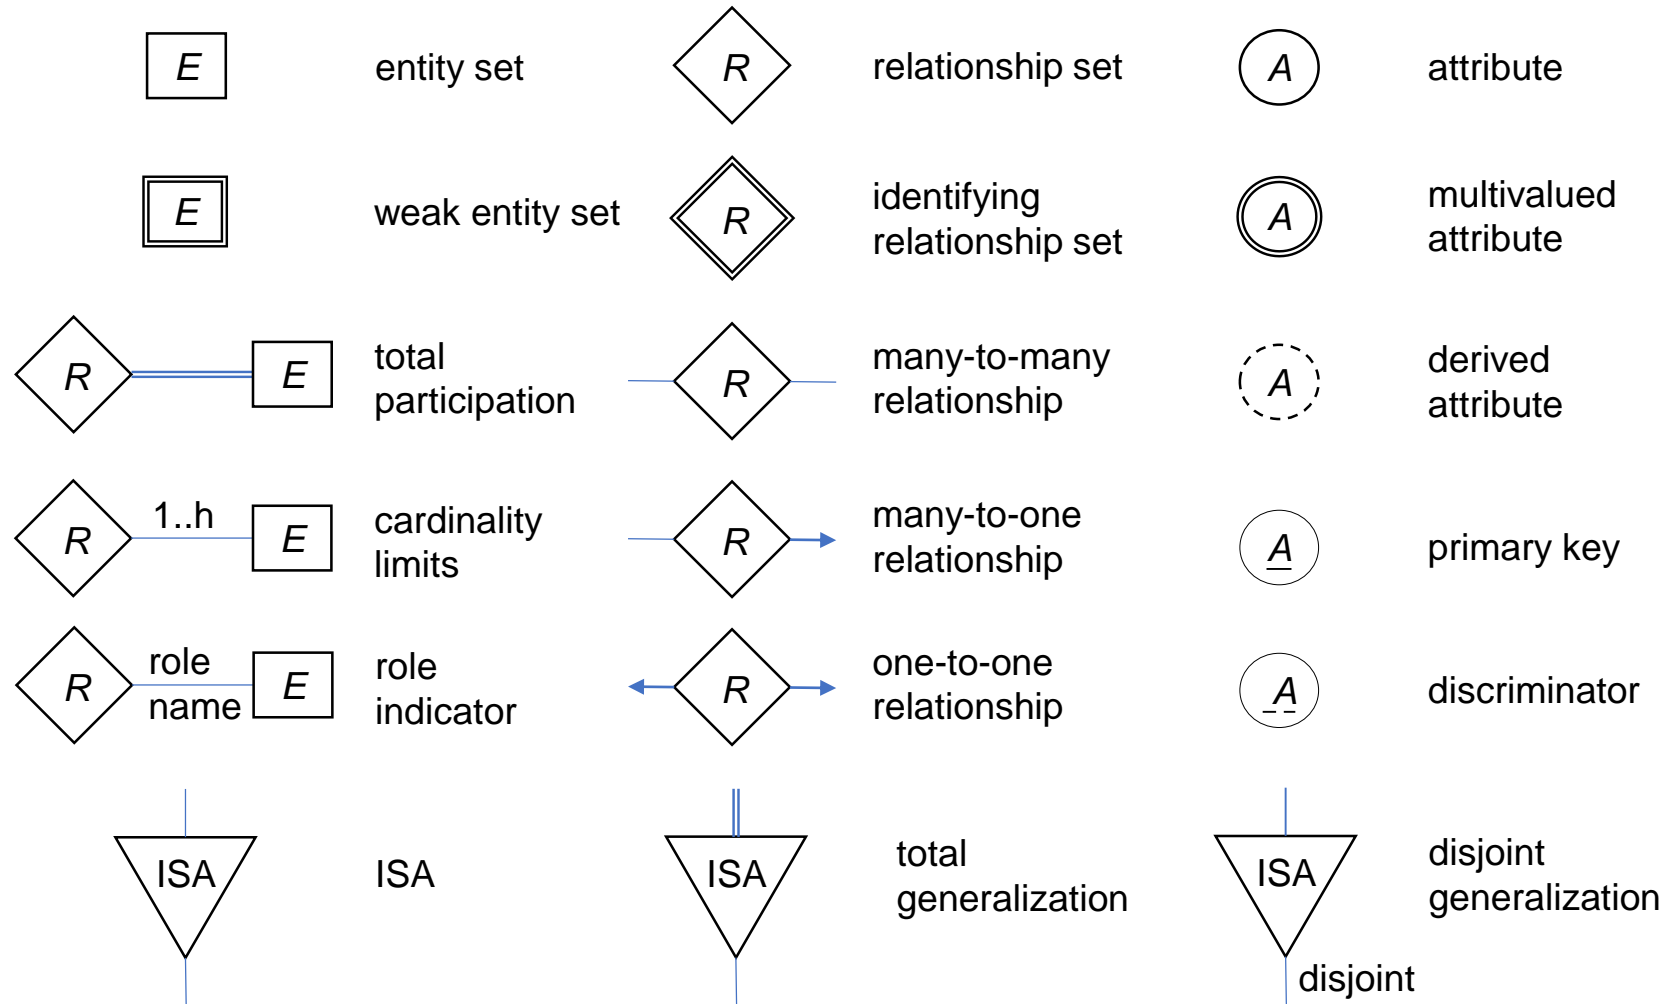 E
entity set
R
relationship set
A
attribute
E
weak entity set
R
identifying
relationship set
A
multivalued
attribute
R
E
total
participation
R
many-to-many
relationship
A
derived
attribute
R
1..h
E
cardinality
limits
R
many-to-one
relationship
A
primary key
R
role
name
E
role
indicator
R
one-to-one
relationship
A
discriminator
ISA
ISA
ISA
total
generalization
ISA
disjoint
generalization
disjoint